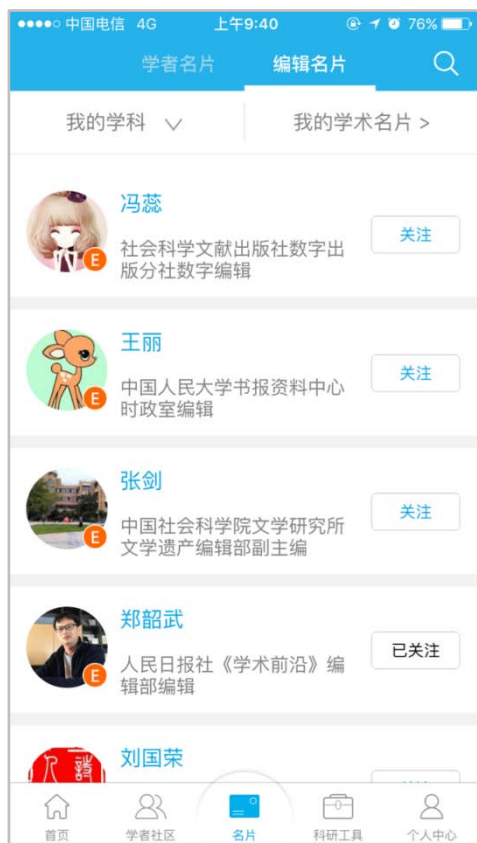 中国电信 4G 上午9:40 76%
学者名片 编辑名片
我的学科 我的学术名片 >
冯蕊
关注
社会科学文献出版社数字出
版分社数字编辑
E
王丽
关注
中国人民大学书报资料中心
时政室编辑
E
张剑
关注
中国社会科学院文学研究所
文学遗产编辑部副主编
E
郑韶武
已关注
人民日报社《学术前沿》编
辑部编辑
E
刘国荣
首页 学者社区 名片 科研工具 个人中心